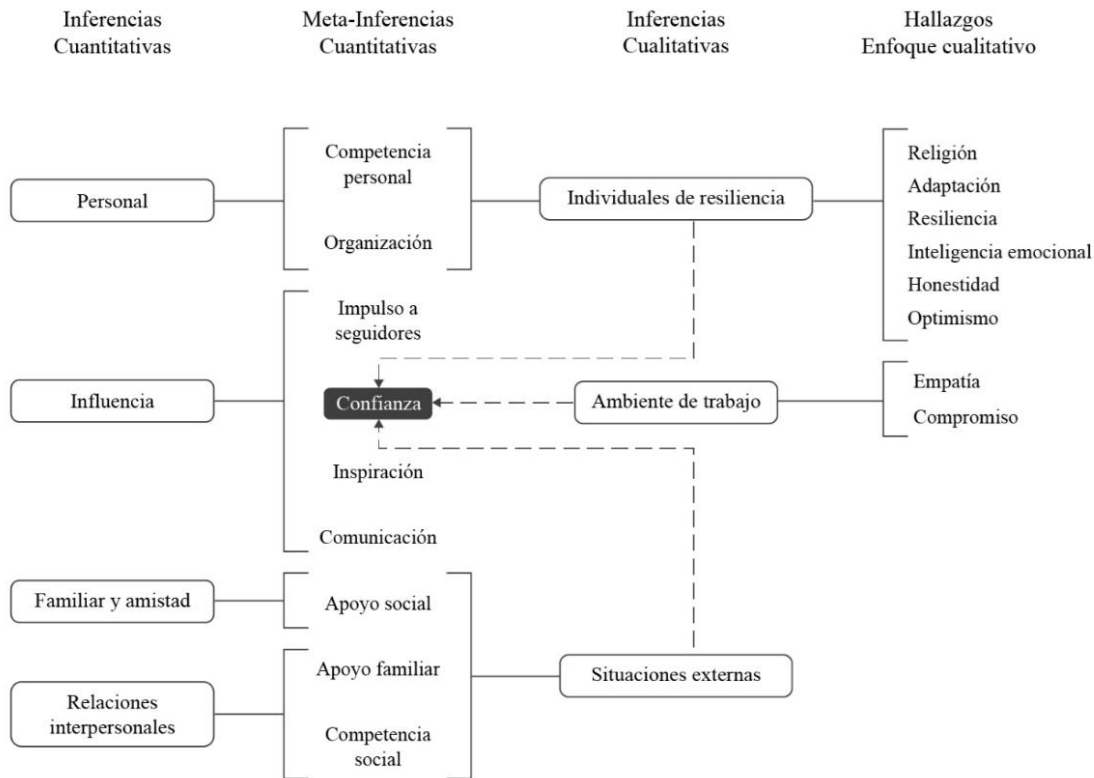 Inferencias
Cuantitativas
Meta-Inferencias
Cuantitativas
Inferencias
Cualitativas
Hallazgos
Enfoque cualitativo
Personal
Competencia
personal
Organización
Individuales de resiliencia
Religión
Adaptación
Resiliencia
Inteligencia emocional
Honestidad
Optimismo
Influencia
Impulso a
seguidores
Confianza
Inspiración
Comunicación
Ambiente de trabajo
Empatía
Compromiso
Familiar y amistad
Apoyo social
Relaciones
interpersonales
Apoyo familiar
Competencia
social
Situaciones externas